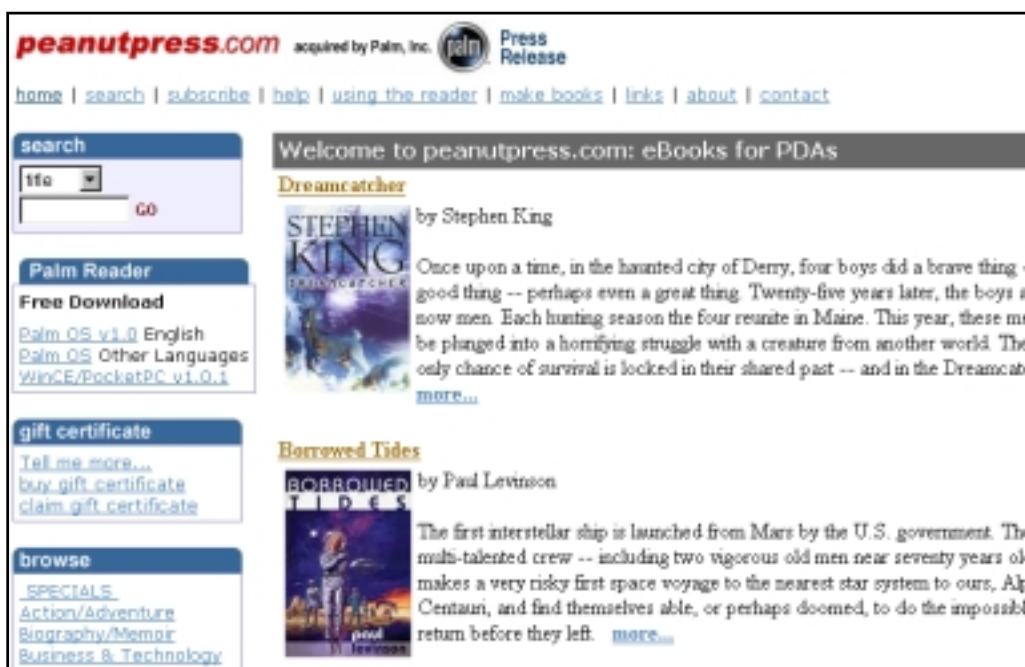 peanutpress.com acquired by Palm, Inc. palm Press Release
home | search | subscribe | help | using the reader | make books | links | about | contact
search
title
GO
Palm Reader
Free Download
Palm OS v1.0 English
Palm OS Other Languages
WinCE/PocketPC v1.0.1
gift certificate
Tell me more...
buy gift certificate
claim gift certificate
browse
SPECIALS
Action/Adventure
Biography/Memoir
Business & Technology
Welcome to peanutpress.com: eBooks for PDAs
Dreamcatcher
STEPHEN
KING
DREAMCATCHER
by Stephen King
Once upon a time, in the haunted city of Derry, four boys did a brave thing
good thing -- perhaps even a great thing. Twenty-five years later, the boys a
now men. Each hunting season the four reunite in Maine. This year, these me
be plunged into a horrifying struggle with a creature from another world. The
only chance of survival is locked in their shared past -- and in the Dreamcat
more...
Borrowed Tides
BORROWED
TIDES
paul
levinson
by Paul Levinson
The first interstellar ship is launched from Mars by the U.S. government. The
multi-talented crew -- including two vigorous old men near seventy years ol
makes a very risky first space voyage to the nearest star system to ours, Alp
Centauri, and find themselves able, or perhaps doomed, to do the impossibl
return before they left. more...